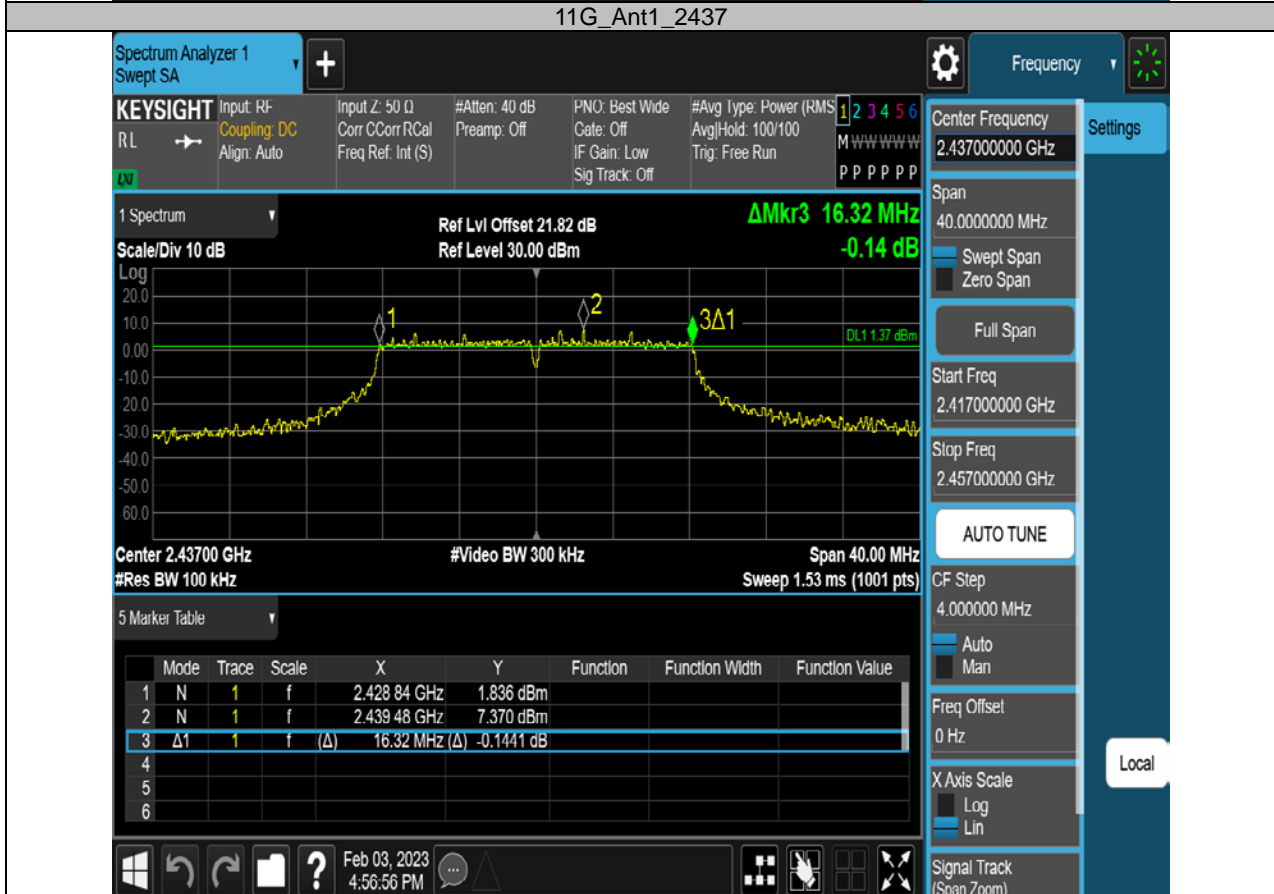 11G_Ant1_2437
Spectrum Analyzer 1
Swept SA
+
Frequency
KEYSIGHT
RL
LXI
Input: RF
Coupling: DC
Align: Auto
Input Z: 50 Ω
Corr CCorr RCal
Freq Ref: Int (S)
#Atten: 40 dB
Preamp: Off
PNO: Best Wide
Gate: Off
IF Gain: Low
Sig Track: Off
#Avg Type: Power (RMS
Avg|Hold: 100/100
Trig: Free Run
1 2 3 4 5 6
M W W W W W
P P P P P P
Center Frequency
2.437000000 GHz
Settings
1 Spectrum
Scale/Div 10 dB
Ref Lvl Offset 21.82 dB
Ref Level 30.00 dBm
ΔMkr3 16.32 MHz
-0.14 dB
Log
20.0
10.0
0.00
-10.0
-20.0
-30.0
-40.0
-50.0
-60.0
1
2
3Δ1
DL1 1.37 dBm
Center 2.43700 GHz
#Res BW 100 kHz
#Video BW 300 kHz
Span 40.00 MHz
Sweep 1.53 ms (1001 pts)
Span
40.0000000 MHz
Swept Span
Zero Span
Full Span
Start Freq
2.417000000 GHz
Stop Freq
2.457000000 GHz
AUTO TUNE
CF Step
4.000000 MHz
Auto
Man
Freq Offset
0 Hz
X Axis Scale
Log
Lin
Signal Track
(Span Zoom)
Local
5 Marker Table
Mode Trace Scale X Y Function Function Width Function Value
1 N 1 f 2.428 84 GHz 1.836 dBm
2 N 1 f 2.439 48 GHz 7.370 dBm
3 Δ1 1 f (Δ) 16.32 MHz (Δ) -0.1441 dB
4
5
6
?
Feb 03, 2023
4:56:56 PM